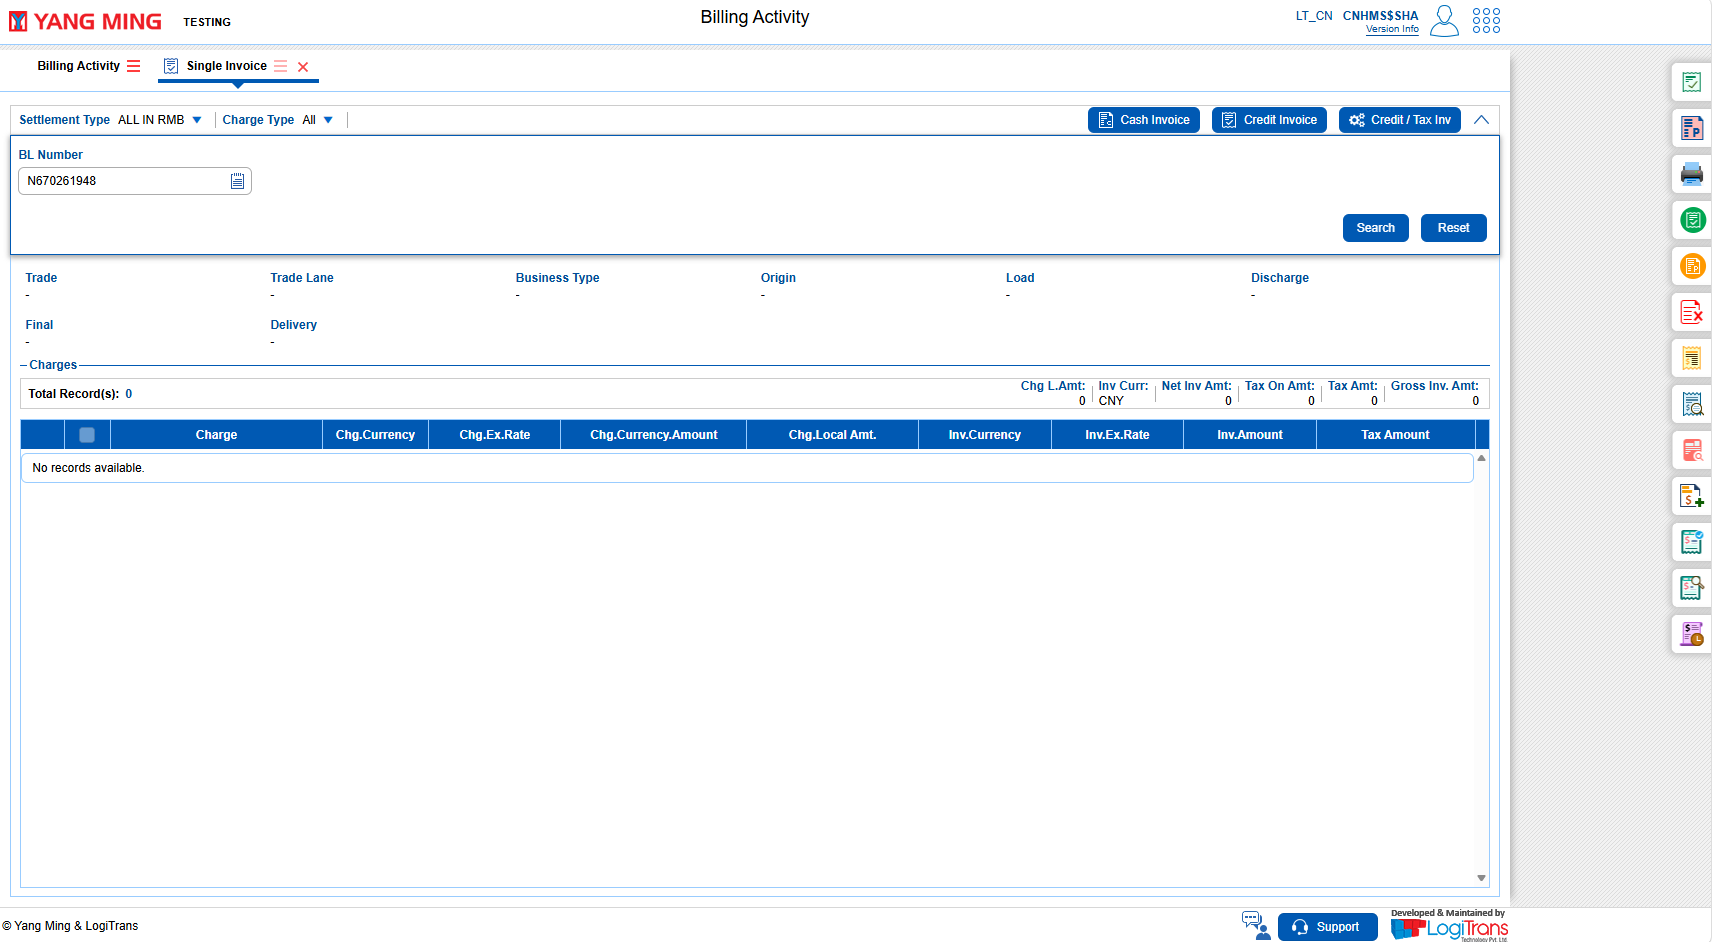 YANG MING TESTING
Billing Activity
LT_CN CNHMS$SHA
Version Info
Billing Activity
Single Invoice
Settlement Type ALL IN RMB
Charge Type All
Cash Invoice
Credit Invoice
Credit / Tax Inv
BL Number
N670261948
Search
Reset
Trade Trade Lane Business Type Origin Load Discharge
- - - - - -
Final Delivery
- -
Charges
Total Record(s): 0
Chg L.Amt: Inv Curr: Net Inv Amt: Tax On Amt: Tax Amt: Gross Inv. Amt:
0 CNY 0 0 0 0
Charge Chg.Currency Chg.Ex.Rate Chg.Currency.Amount Chg.Local Amt. Inv.Currency Inv.Ex.Rate Inv.Amount Tax Amount
No records available.
© Yang Ming & LogiTrans
Support
Developed & Maintained by
LogiTrans
Technology Pvt. Ltd.